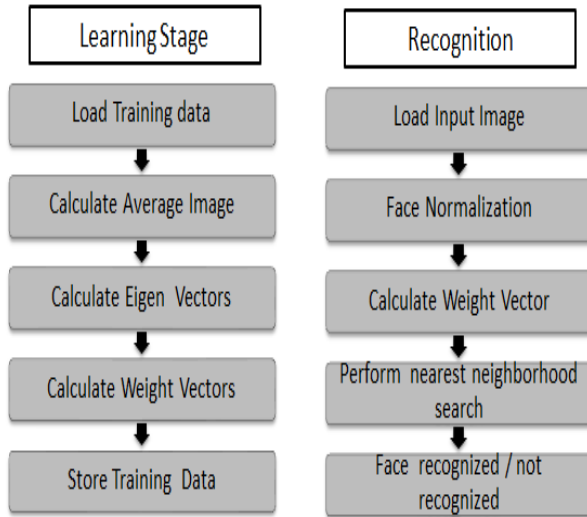 Learning Stage
Load Training data
Calculate Average Image
Calculate Eigen Vectors
Calculate Weight Vectors
Store Training Data
Recognition
Load Input Image
Face Normalization
Calculate Weight Vector
Perform nearest neighborhood
search
Face recognized / not
recognized